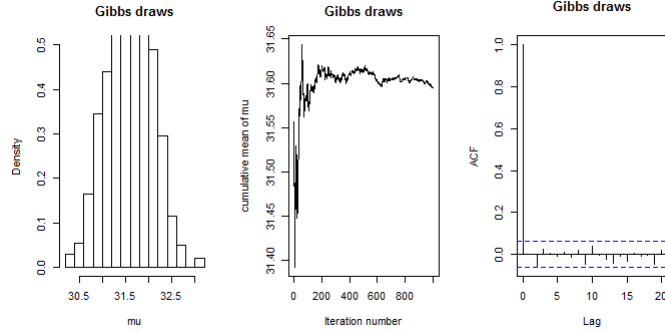 Gibbs draws
Density
0.0 0.1 0.2 0.3 0.4 0.5
30.5 31.5 32.5
mu
Gibbs draws
cumulative mean of mu
31.40 31.45 31.50 31.55 31.60 31.65
0 200 400 600 800
Iteration number
Gibbs draws
ACF
0.0 0.2 0.4 0.6 0.8 1.0
0 5 10 15 20
Lag